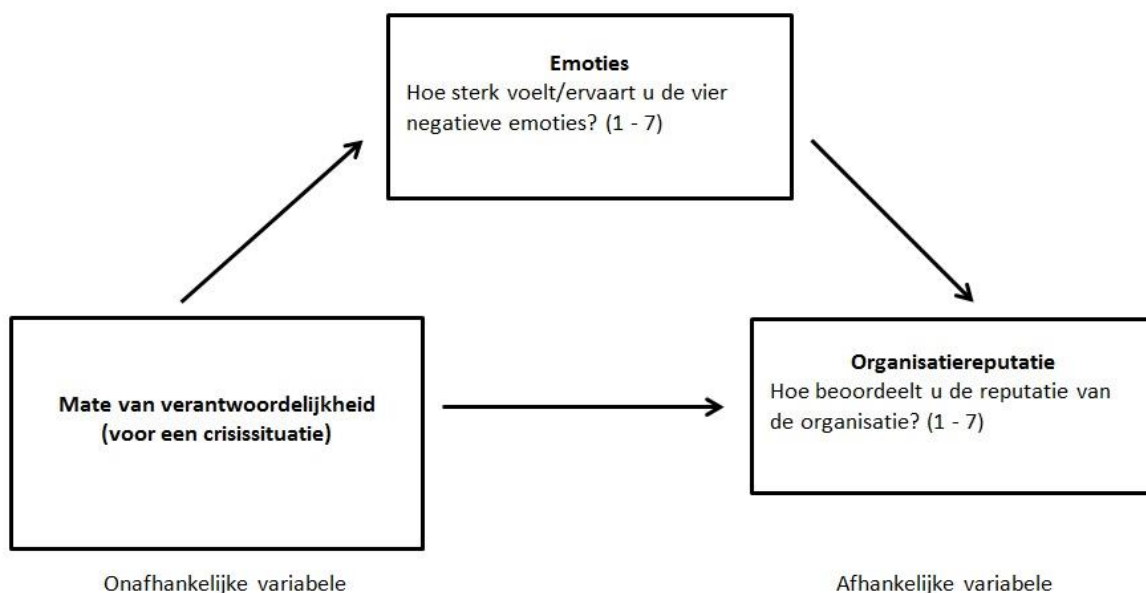 Emoties
Hoe sterk voelt/ervaart u de vier
negatieve emoties? (1 - 7)
Mate van verantwoordelijkheid
(voor een crisissituatie)
Organisatiereputatie
Hoe beoordeelt u de reputatie van
de organisatie? (1 - 7)
Onafhankelijke variabele
Afhankelijke variabele